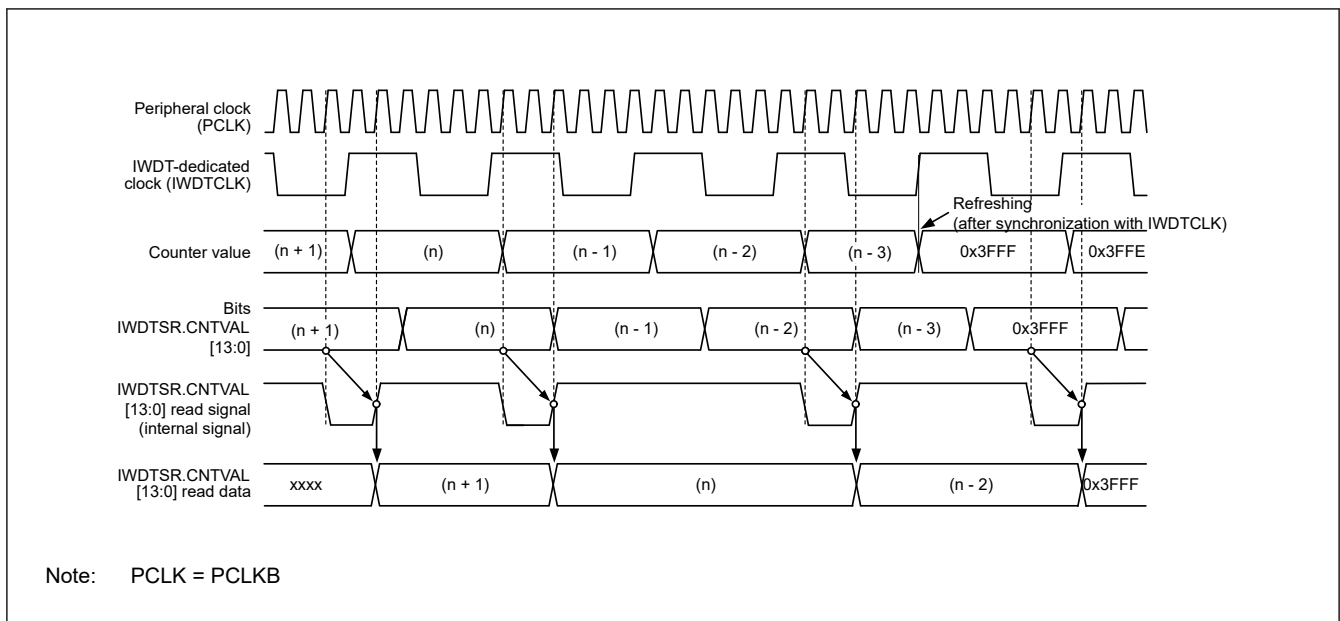 Peripheral clock
(PCLK)
IWDT-dedicated
clock (IWDTCLK)
Refreshing
(after synchronization with IWDTCLK)
Counter value
(n + 1)
(n)
(n - 1)
(n - 2)
(n - 3)
0x3FFF
0x3FFE
Bits
IWDTSR.CNTVAL
[13:0]
(n + 1)
(n)
(n - 1)
(n - 2)
(n - 3)
0x3FFF
IWDTSR.CNTVAL
[13:0] read signal
(internal signal)
IWDTSR.CNTVAL
[13:0] read data
xxxx
(n + 1)
(n)
(n - 2)
0x3FFF
Note: PCLK = PCLKB